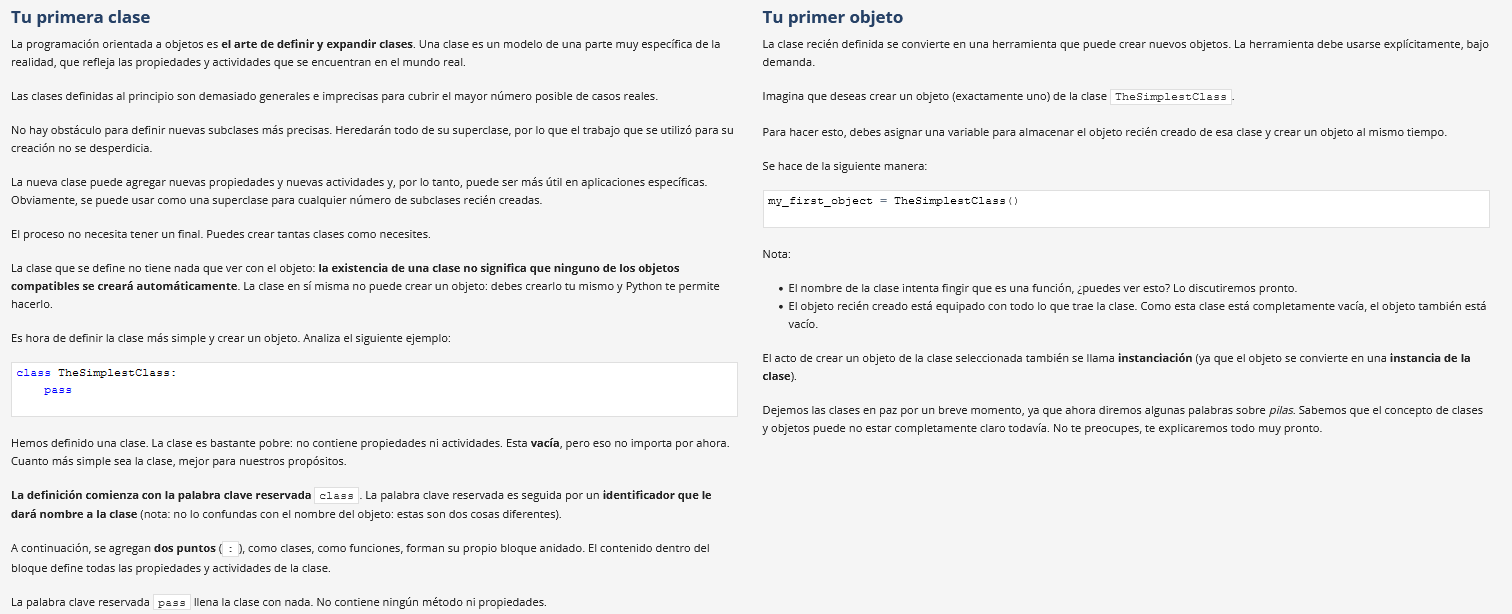 Tu primera clase
La programación orientada a objetos es el arte de definir y expandir clases. Una clase es un modelo de una parte muy específica de la
realidad, que refleja las propiedades y actividades que se encuentran en el mundo real.
Las clases definidas al principio son demasiado generales e imprecisas para cubrir el mayor número posible de casos reales.
No hay obstáculo para definir nuevas subclases más precisas. Heredarán todo de su superclase, por lo que el trabajo que se utilizó para su
creación no se desperdicia.
La nueva clase puede agregar nuevas propiedades y nuevas actividades y, por lo tanto, puede ser más útil en aplicaciones específicas.
Obviamente, se puede usar como una superclase para cualquier número de subclases recién creadas.
El proceso no necesita tener un final. Puedes crear tantas clases como necesites.
La clase que se define no tiene nada que ver con el objeto: la existencia de una clase no significa que ninguno de los objetos
compatibles se creará automáticamente. La clase en sí misma no puede crear un objeto: debes crearlo tu mismo y Python te permite
hacerlo.
Es hora de definir la clase más simple y crear un objeto. Analiza el siguiente ejemplo:
class TheSimplestClass:
    pass
Hemos definido una clase. La clase es bastante pobre: no contiene propiedades ni actividades. Esta vacía, pero eso no importa por ahora.
Cuanto más simple sea la clase, mejor para nuestros propósitos.
La definición comienza con la palabra clave reservada class. La palabra clave reservada es seguida por un identificador que le
dará nombre a la clase (nota: no lo confundas con el nombre del objeto: estas son dos cosas diferentes).
A continuación, se agregan dos puntos ( : ), como clases, como funciones, forman su propio bloque anidado. El contenido dentro del
bloque define todas las propiedades y actividades de la clase.
La palabra clave reservada pass llena la clase con nada. No contiene ningún método ni propiedades.
Tu primer objeto
La clase recién definida se convierte en una herramienta que puede crear nuevos objetos. La herramienta debe usarse explícitamente, bajo
demanda.
Imagina que deseas crear un objeto (exactamente uno) de la clase TheSimplestClass.
Para hacer esto, debes asignar una variable para almacenar el objeto recién creado de esa clase y crear un objeto al mismo tiempo.
Se hace de la siguiente manera:
my_first_object = TheSimplestClass()
Nota:
• El nombre de la clase intenta fingir que es una función, ¿puedes ver esto? Lo discutiremos pronto.
• El objeto recién creado está equipado con todo lo que trae la clase. Como esta clase está completamente vacía, el objeto también está
vacío.
El acto de crear un objeto de la clase seleccionada también se llama instanciación (ya que el objeto se convierte en una instancia de la
clase).
Dejemos las clases en paz por un breve momento, ya que ahora diremos algunas palabras sobre pilas. Sabemos que el concepto de clases
y objetos puede no estar completamente claro todavía. No te preocupes, te explicaremos todo muy pronto.